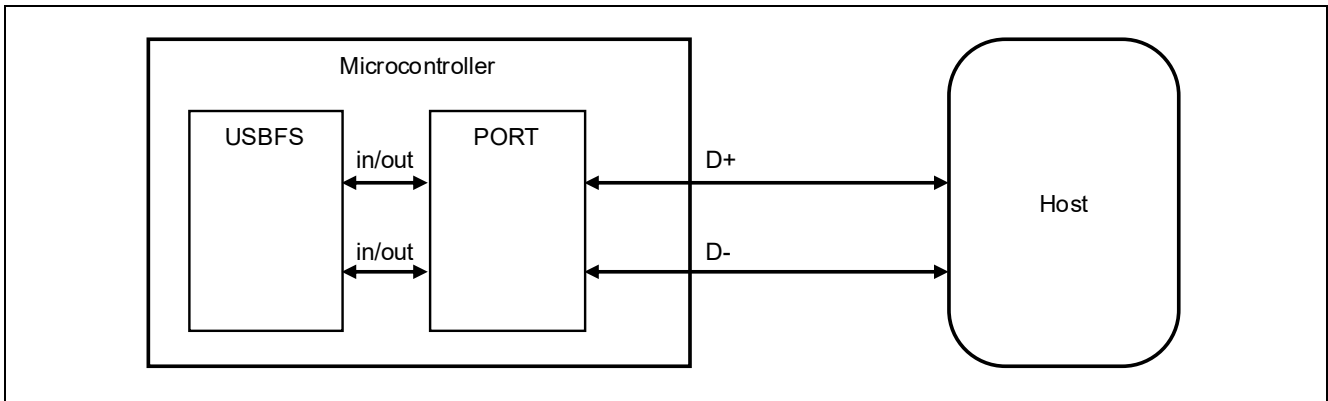 Microcontroller
USBFS
PORT
in/out
D+
Host
in/out
D-